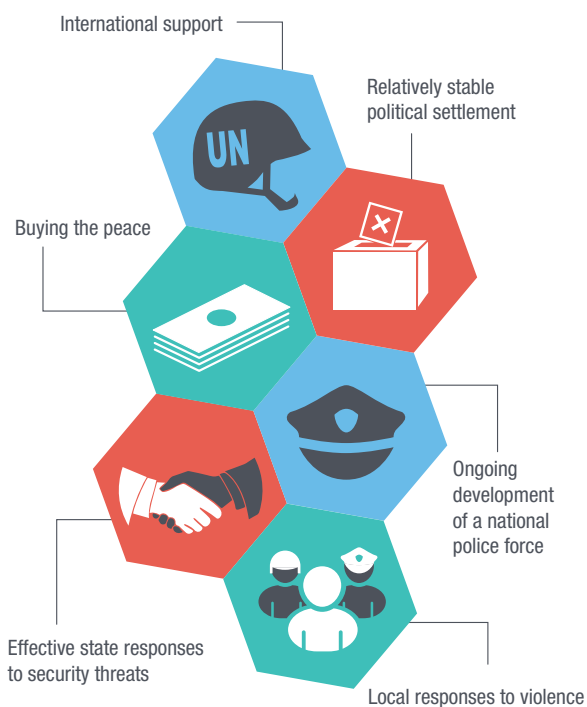 International support
UN
Relatively stable
political settlement
Buying the peace
Ongoing
development
of a national
police force
Effective state responses
to security threats
Local responses to violence